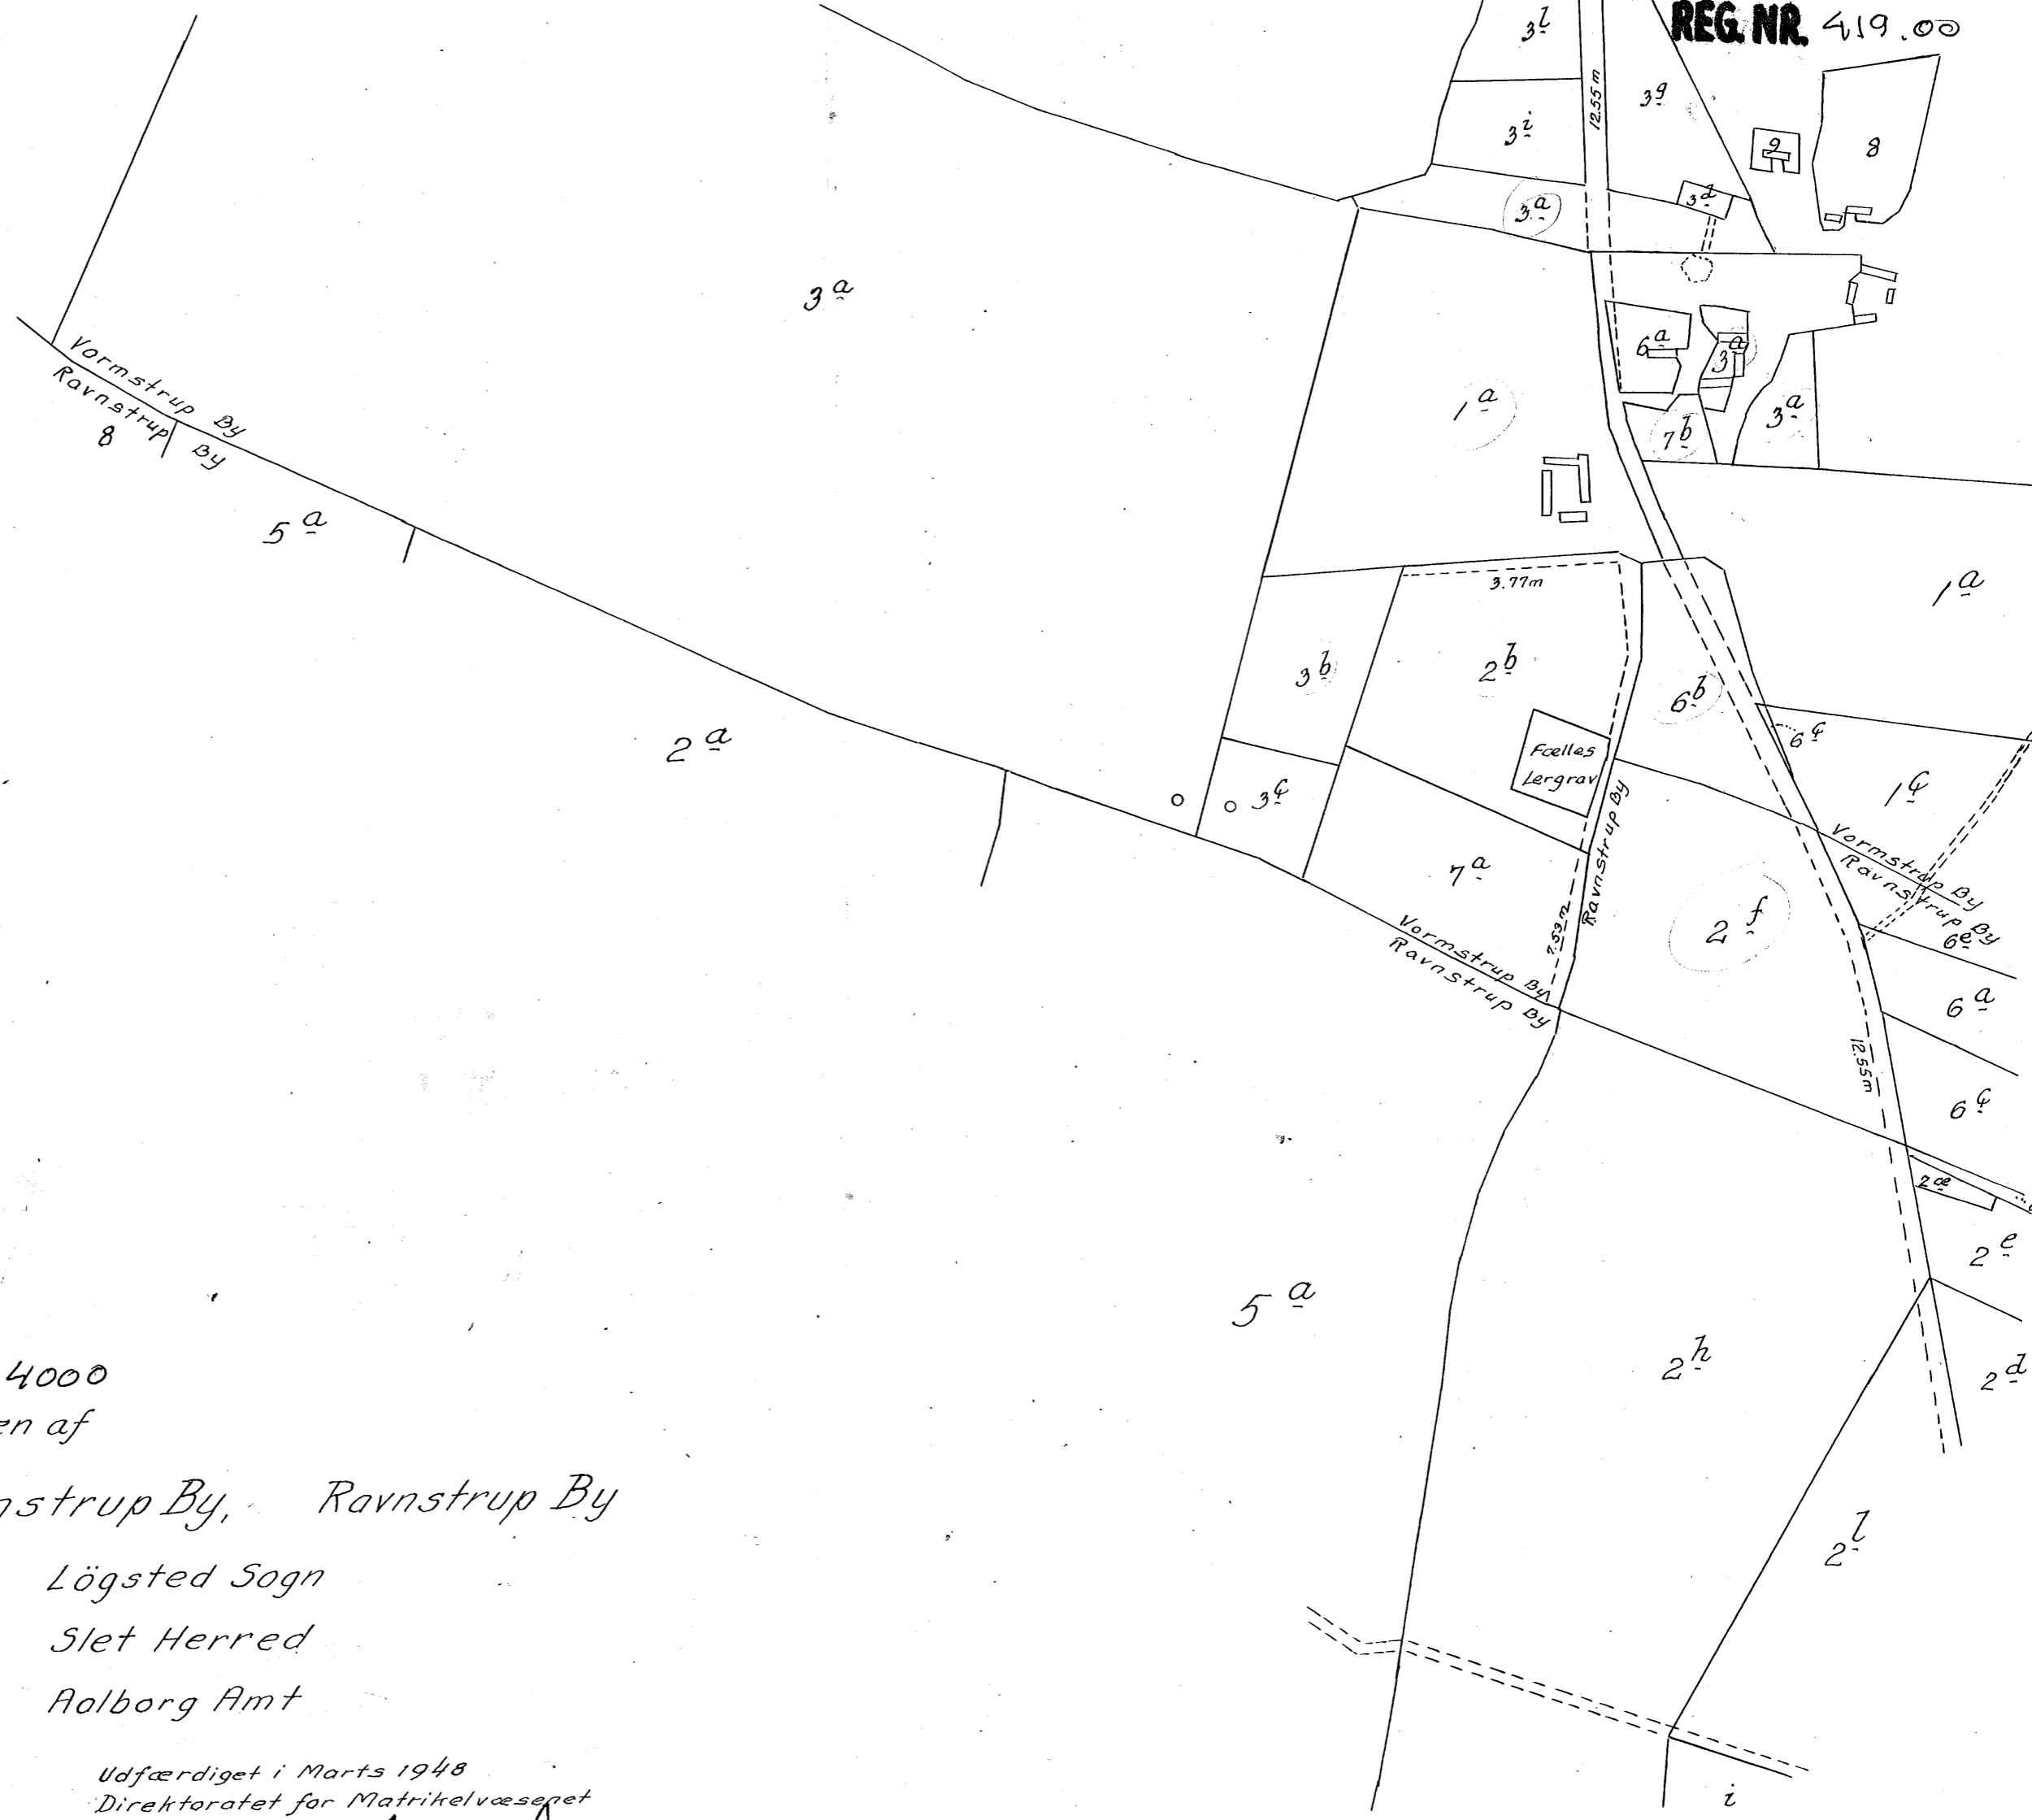 REG. NR. 419.00
3l
12.55 m
3g
3i
9
8
3d
3a
3a
6a
3a
1a
3a
7b
Vormstrup By
Ravnstrup By
8
5a
3.77m
1a
3b
2b
6b
2a
6c
Fælles
Lergrav
3c
1c
Ravnstrup By
Vormstrup By
Ravnstrup By
7a
2f
7.53 m
6e
Vormstrup By
Ravnstrup By
6a
12.55m
6c
2æ
2e
5a
2h
2d
4000
en af
nstrup By, Ravnstrup By
2l
Lögsted Sogn
Slet Herred
Aalborg Amt
Udfærdiget i Marts 1948
Direktoratet for Matrikelvæsenet
i